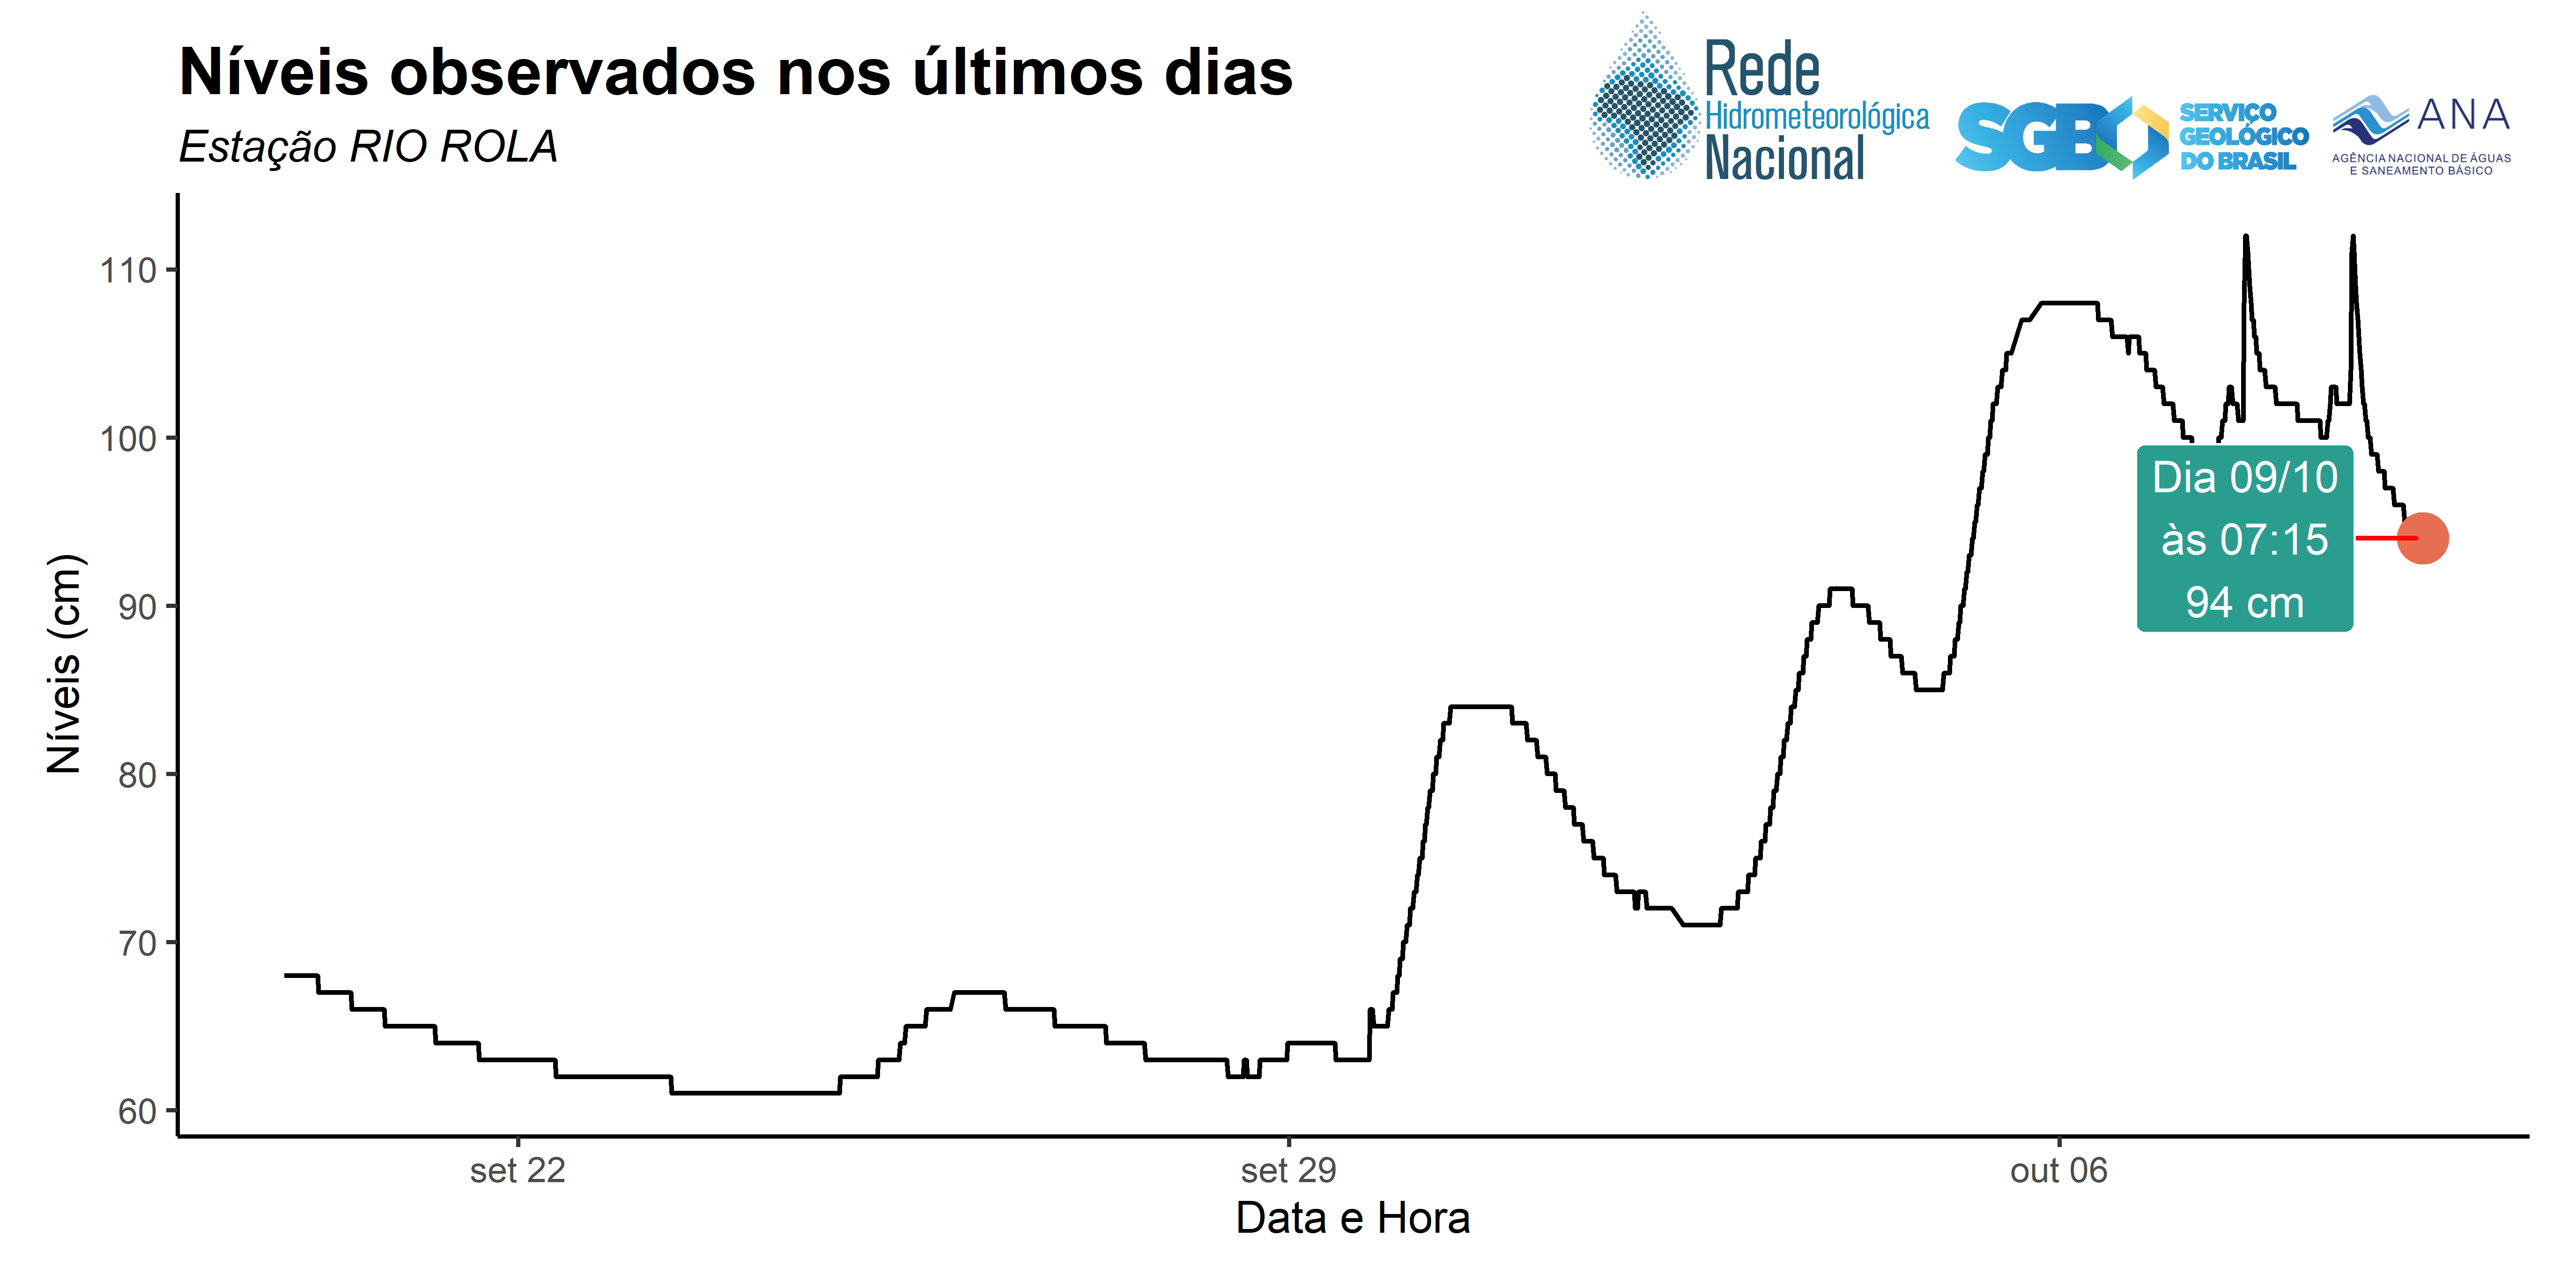 Níveis observados nos últimos dias
Estação RIO ROLA
Rede
Hidrometeorológica
Nacional
SGB
SERVIÇO
GEOLÓGICO
DO BRASIL
ANA
AGÊNCIA NACIONAL DE ÁGUAS
E SANEAMENTO BÁSICO
Níveis (cm)
110
100
90
80
70
60
Dia 09/10
às 07:15
94 cm
set 22
set 29
out 06
Data e Hora